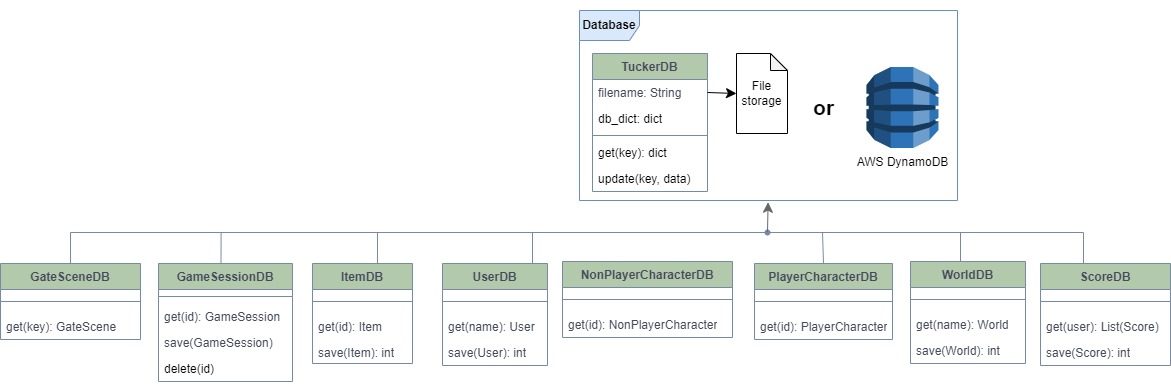 Database
TuckerDB
filename: String
db_dict: dict
get(key): dict
update(key, data)
File
storage
or
AWS DynamoDB
GateSceneDB
get(key): GateScene
GameSessionDB
get(id): GameSession
save(GameSession)
delete(id)
ItemDB
get(id): Item
save(Item): int
UserDB
get(name): User
save(User): int
NonPlayerCharacterDB
get(id): NonPlayerCharacter
PlayerCharacterDB
get(id): PlayerCharacter
WorldDB
get(name): World
save(World): int
ScoreDB
get(user): List(Score)
save(Score): int